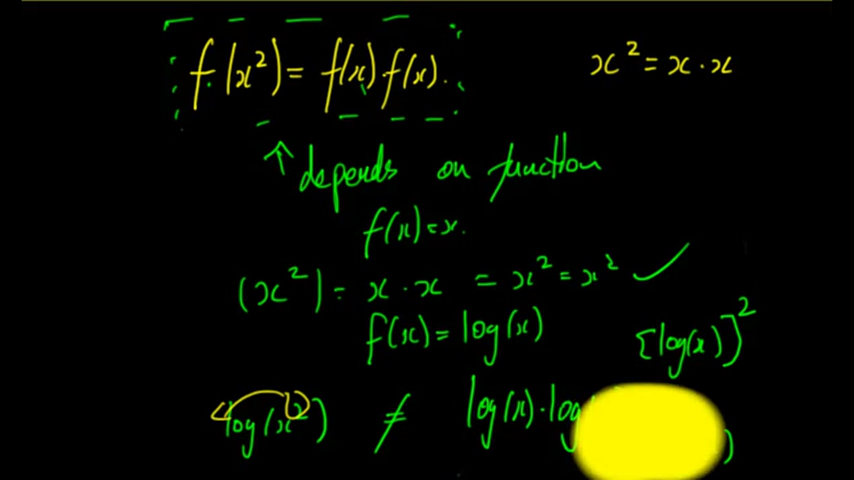 f(x²) = f(x) f(x).
x² = x · x
↑ depends on function
f(x) = x.
(x²) = x · x = x² = x² ✓
f(x) = log(x)
[log(x)]²
log(x²) ≠ log(x) · log )